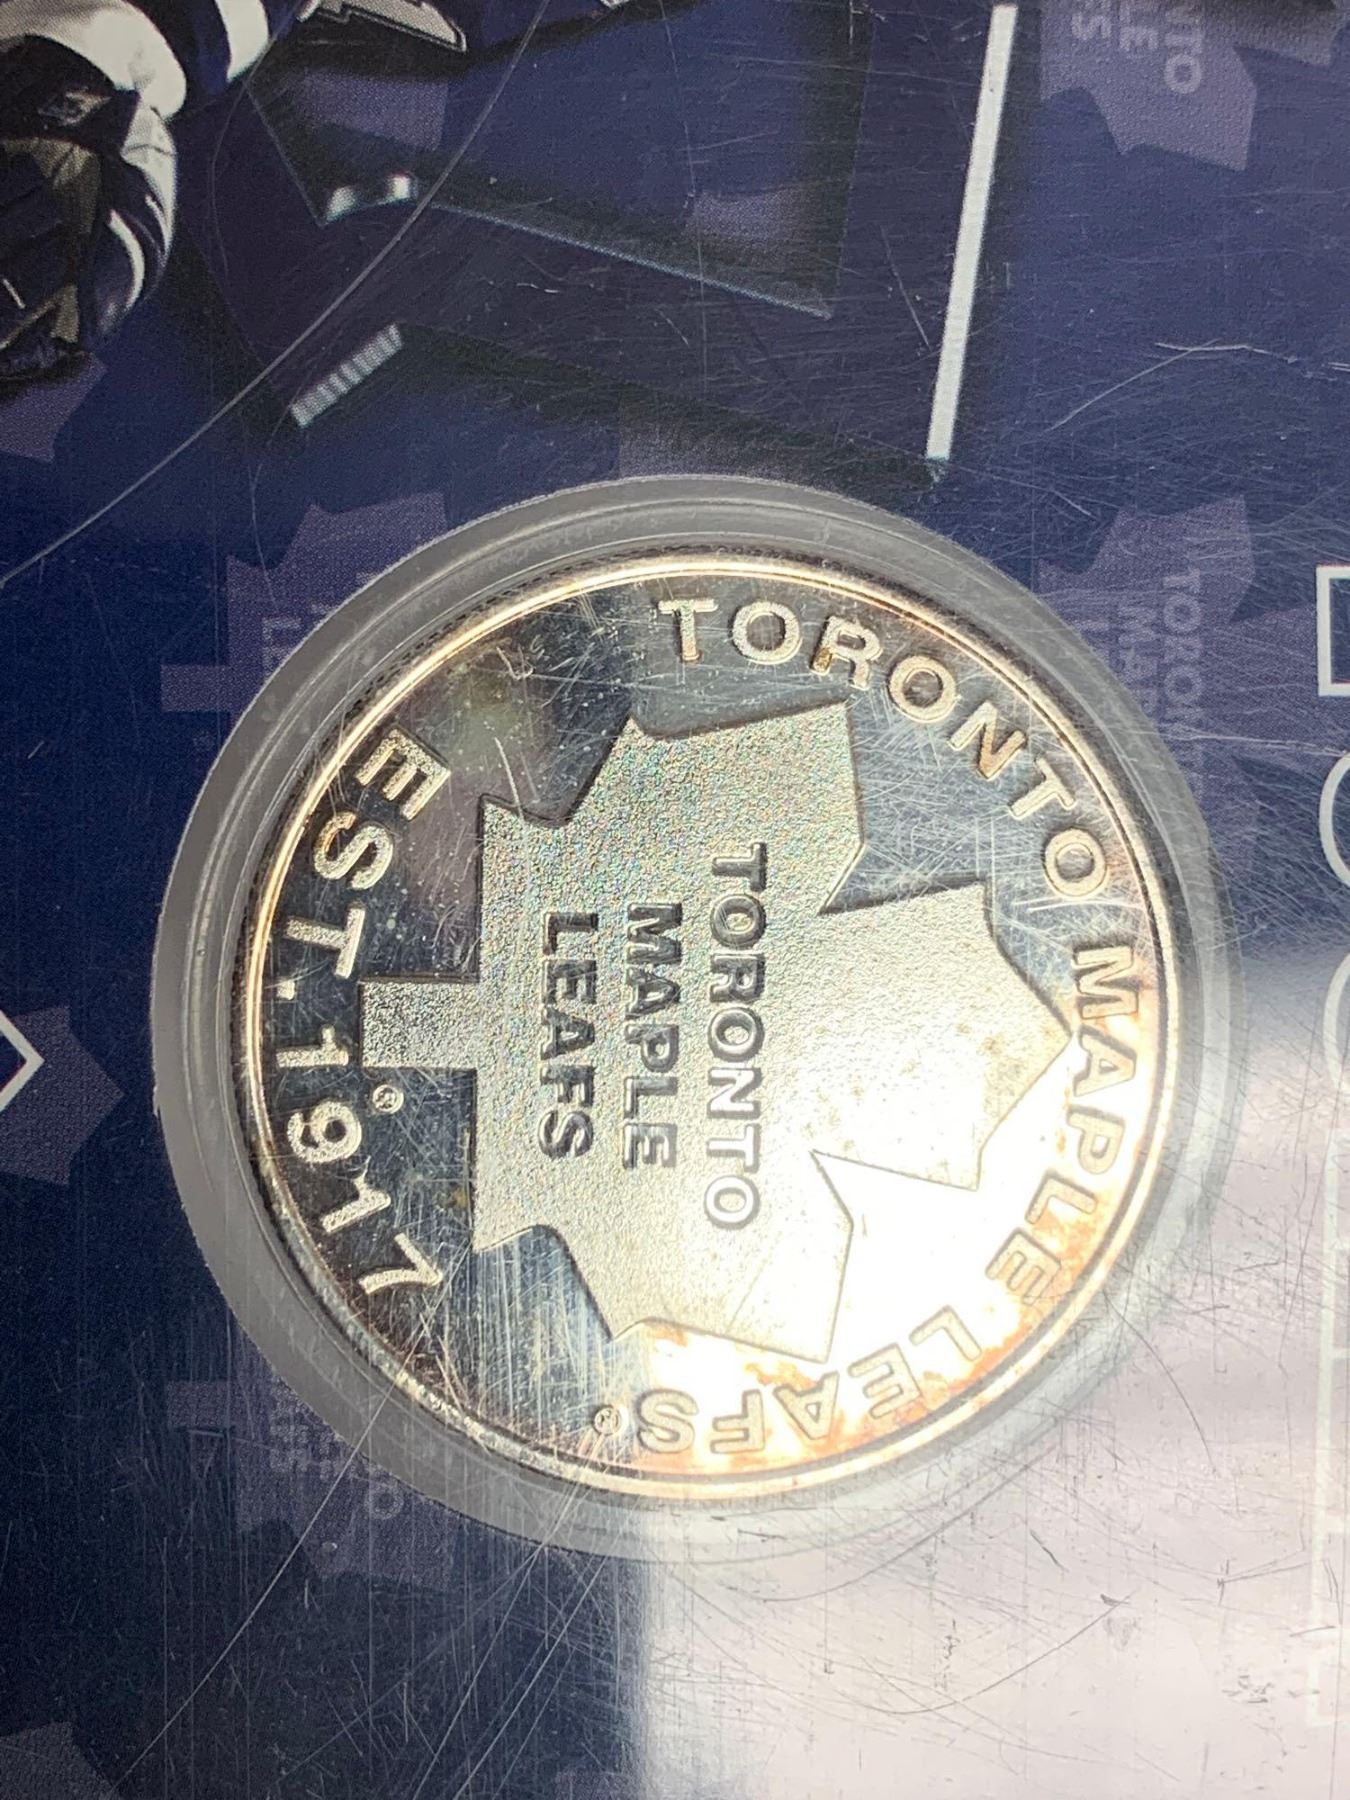 TORONTO MAPLE LEAFS®
TORONTO
MAPLE
LEAFS
®
EST. 1917